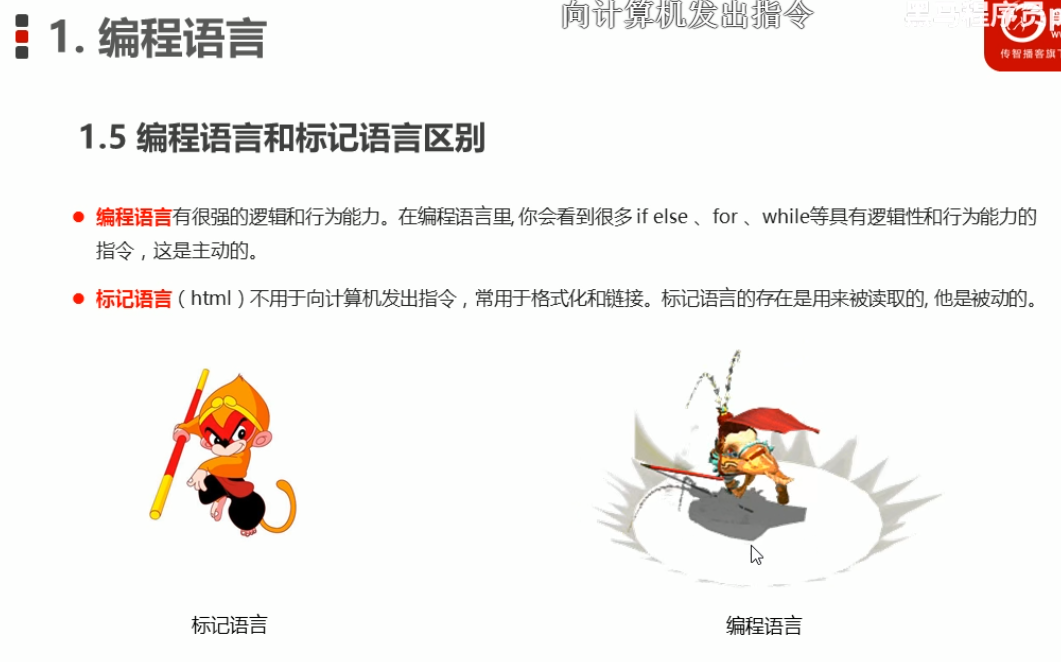 向计算机发出指令
黑马程序员
1. 编程语言
传智播客旗下
1.5 编程语言和标记语言区别
编程语言有很强的逻辑和行为能力。在编程语言里, 你会看到很多 if else 、for 、while等具有逻辑性和行为能力的
指令，这是主动的。
标记语言（html）不用于向计算机发出指令，常用于格式化和链接。标记语言的存在是用来被读取的, 他是被动的。
标记语言
编程语言